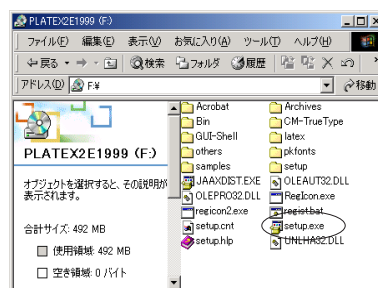 PLATEX2E1999 (F:)
ファイル(F) 編集(E) 表示(V) お気に入り(A) ツール(T) ヘルプ(H)
戻る 検索 フォルダ 履歴
アドレス(D) F:¥ 移動
PLATEX2E1999 (F:)
オブジェクトを選択すると、その説明が
表示されます。
合計サイズ: 492 MB
使用領域: 492 MB
空き領域: 0 バイト
Acrobat Archives
Bin CM-TrueType
GUI-Shell latex
others pkfonts
samples setup
JAAXDIST.EXE OLEAUT32.DLL
OLEPRO32.DLL RegIcon.exe
regicon2.exe regist.bat
setup.cnt setup.exe
setup.hlp UNLHA32.DLL